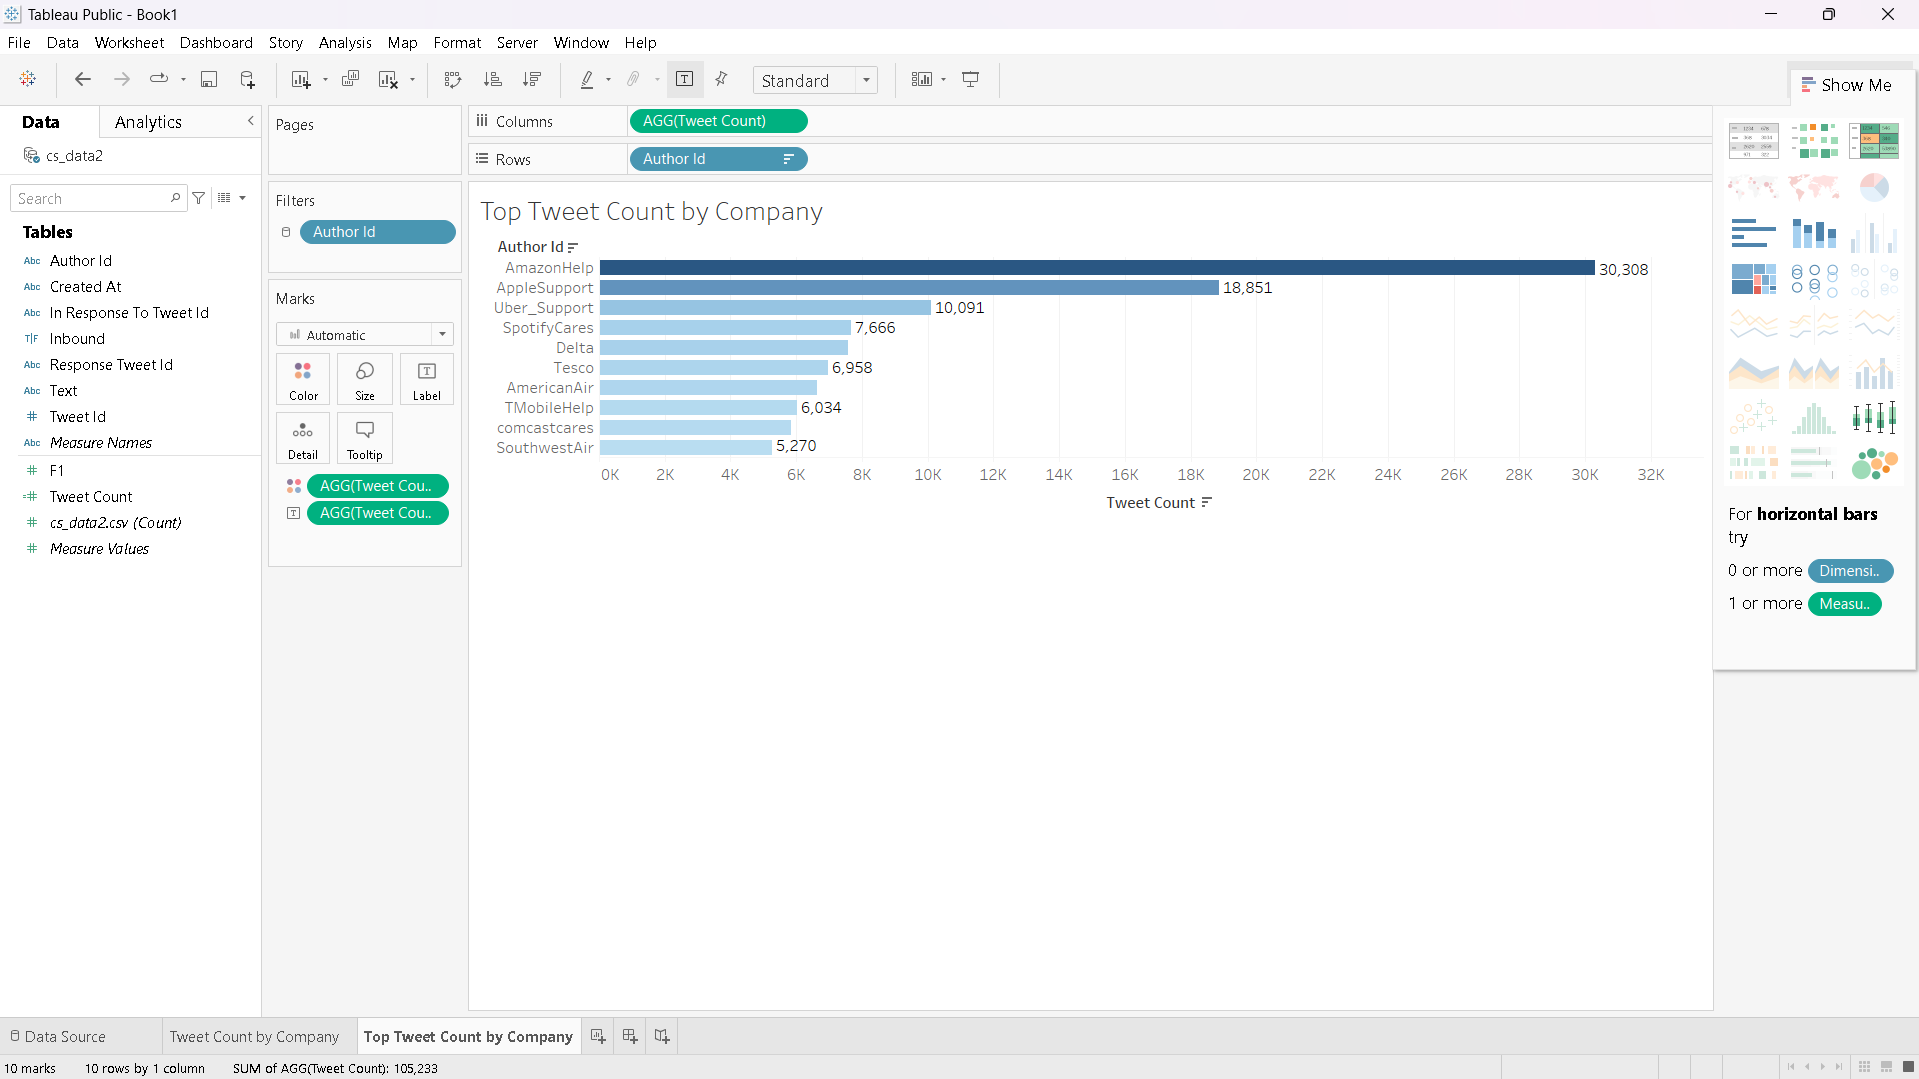 Tableau Public - Book1
File Data Worksheet Dashboard Story Analysis Map Format Server Window Help
Standard
Show Me
Data Analytics
cs_data2
Search
Tables
Abc Author Id
Abc Created At
Abc In Response To Tweet Id
T|F Inbound
Abc Response Tweet Id
Abc Text
# Tweet Id
Abc Measure Names
# F1
=# Tweet Count
# cs_data2.csv (Count)
# Measure Values
Pages
Filters
Author Id
Marks
Automatic
Color Size Label
Detail Tooltip
AGG(Tweet Cou..
AGG(Tweet Cou..
Columns AGG(Tweet Count)
Rows Author Id
Top Tweet Count by Company
Author Id
AmazonHelp 30,308
AppleSupport 18,851
Uber_Support 10,091
SpotifyCares 7,666
Delta
Tesco 6,958
AmericanAir
TMobileHelp 6,034
comcastcares
SouthwestAir 5,270
0K 2K 4K 6K 8K 10K 12K 14K 16K 18K 20K 22K 24K 26K 28K 30K 32K
Tweet Count
For horizontal bars
try
0 or more Dimensi..
1 or more Measu..
Data Source Tweet Count by Company Top Tweet Count by Company
10 marks 10 rows by 1 column SUM of AGG(Tweet Count): 105,233